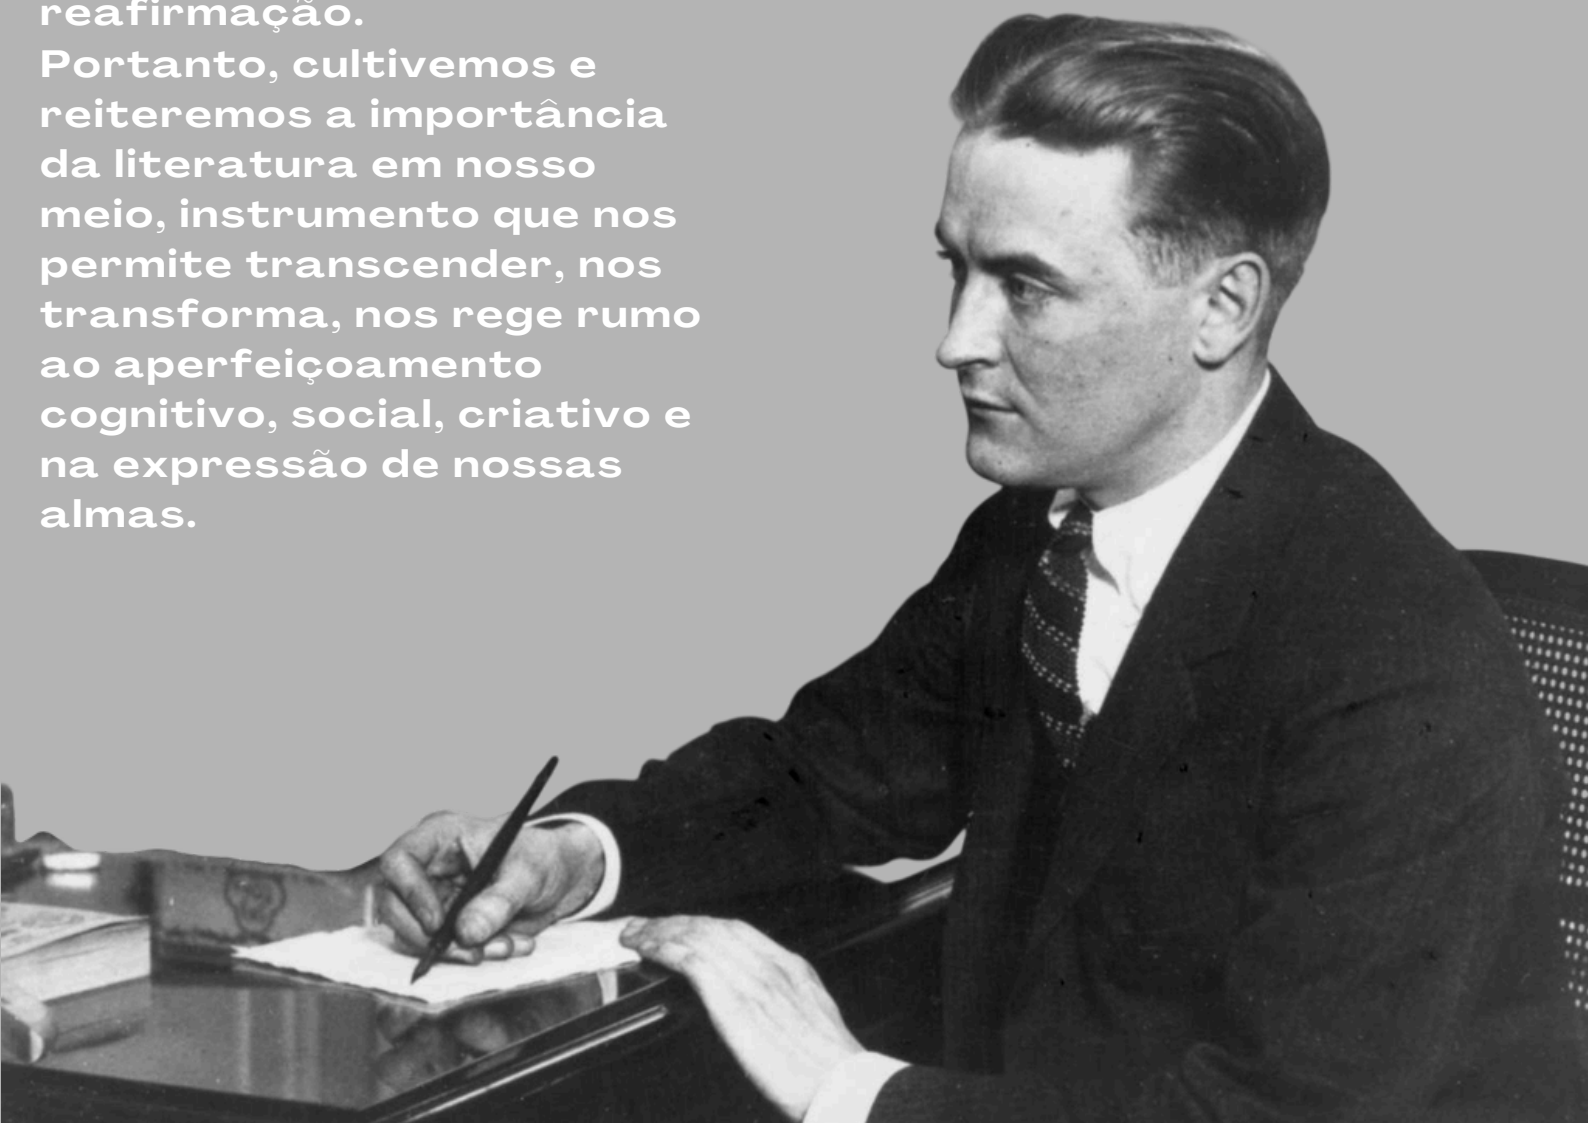 reafirmação.
Portanto, cultivemos e
reiteremos a importância
da literatura em nosso
meio, instrumento que nos
permite transcender, nos
transforma, nos rege rumo
ao aperfeiçoamento
cognitivo, social, criativo e
na expressão de nossas
almas.